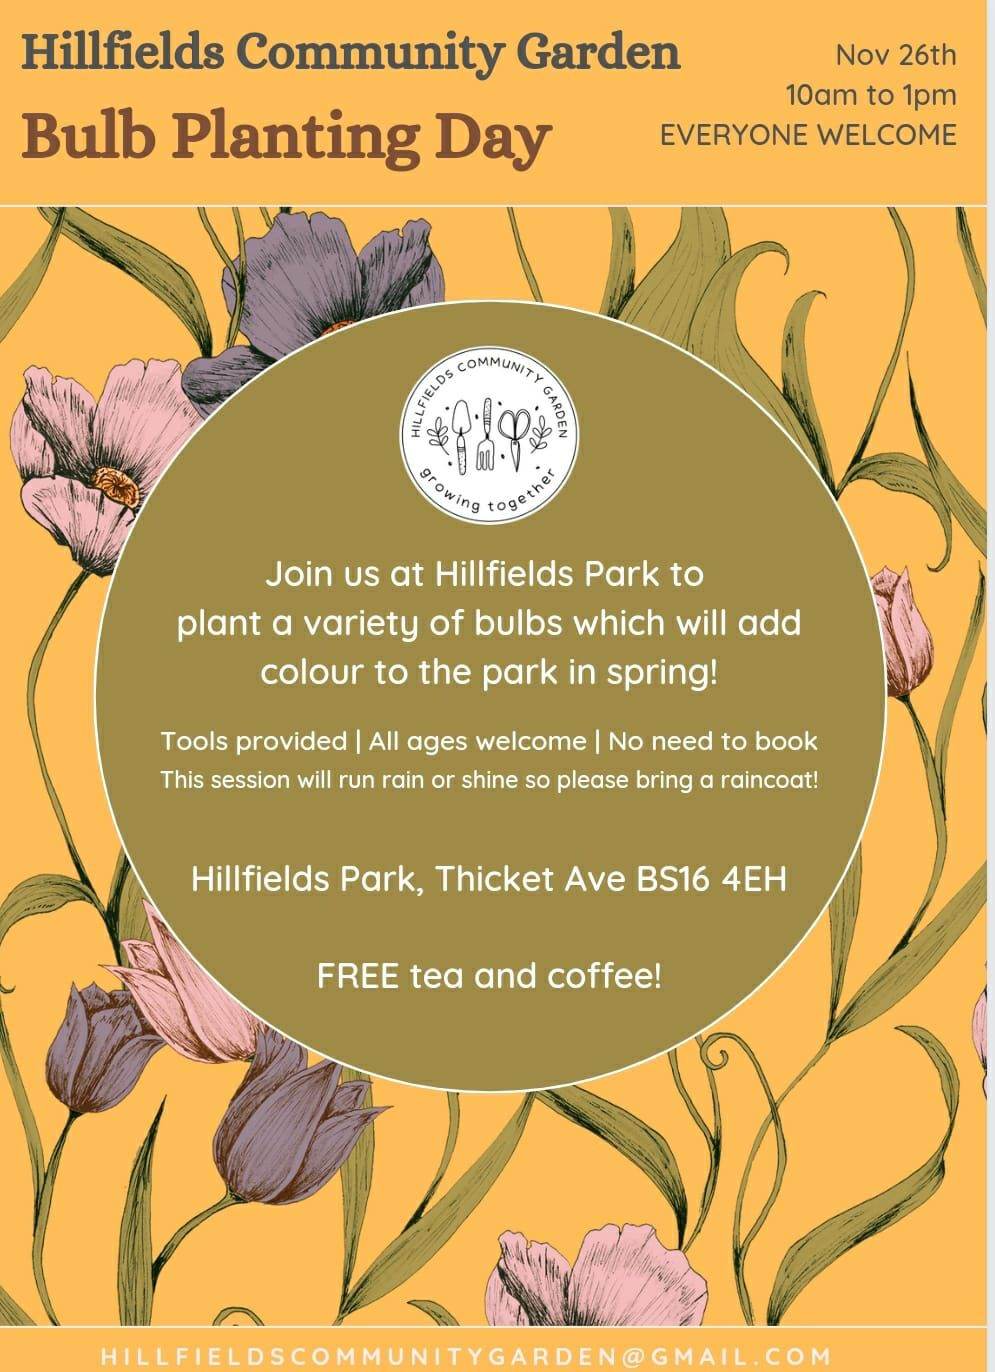 Hillfields Community Garden
Bulb Planting Day
Nov 26th
10am to 1pm
EVERYONE WELCOME
HILLFIELDS COMMUNITY GARDEN
growing together
Join us at Hillfields Park to
plant a variety of bulbs which will add
colour to the park in spring!
Tools provided | All ages welcome | No need to book
This session will run rain or shine so please bring a raincoat!
Hillfields Park, Thicket Ave BS16 4EH
FREE tea and coffee!
HILLFIELDSCOMMUNITYGARDEN@GMAIL.COM